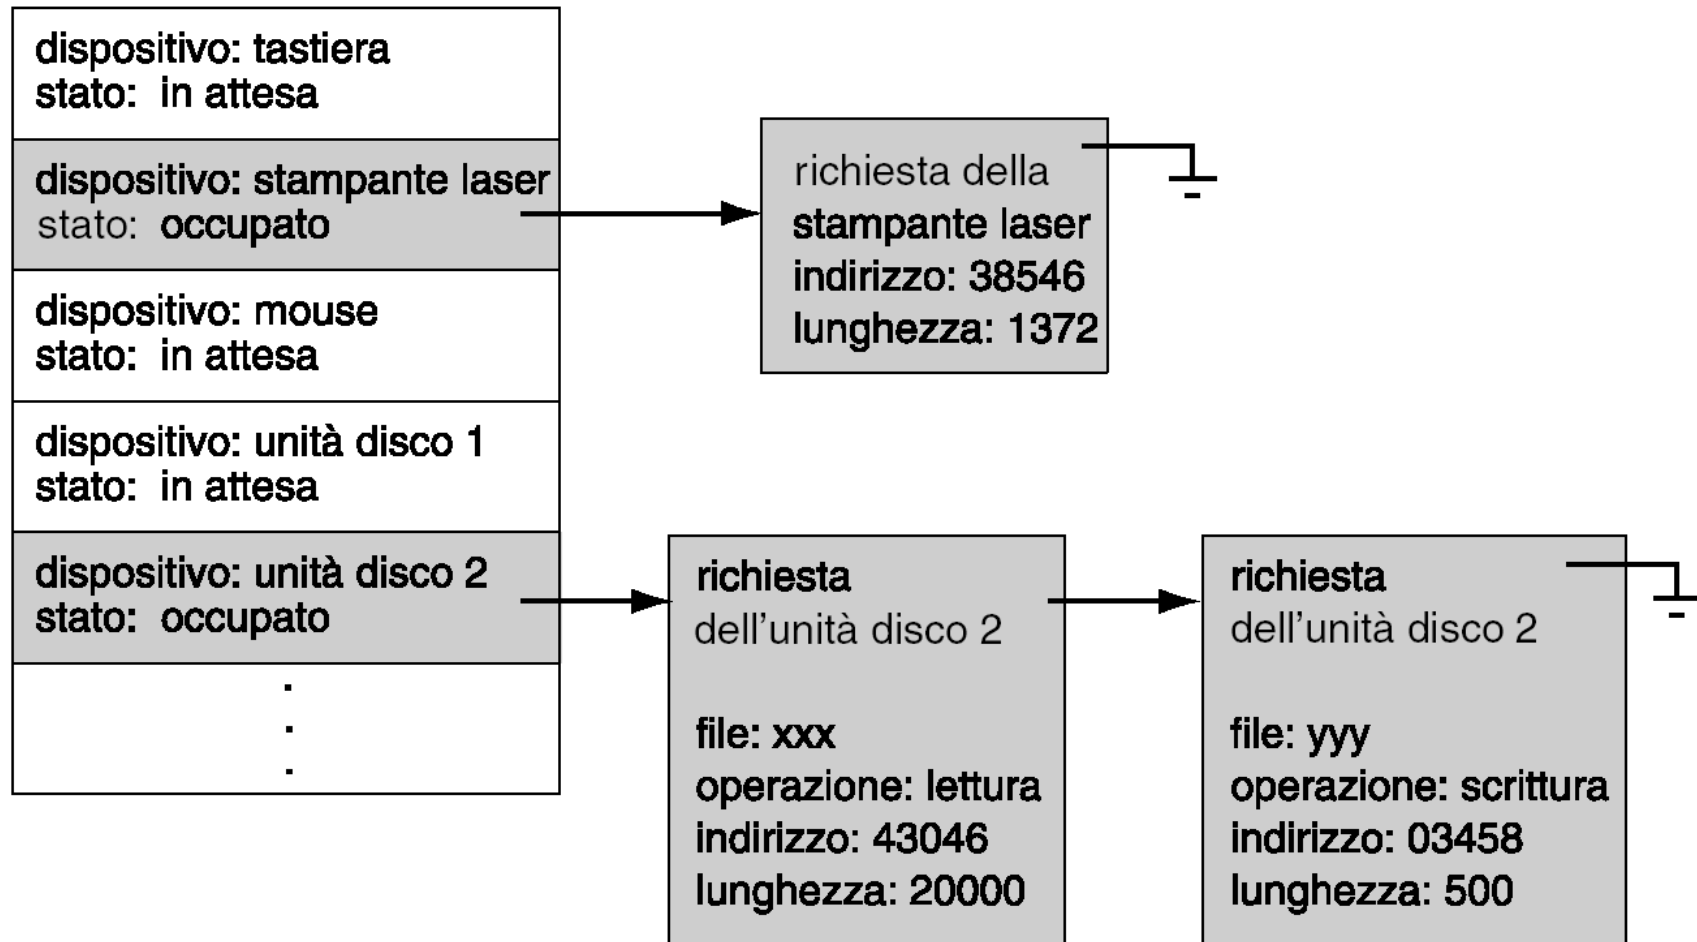 dispositivo: tastiera
stato: in attesa
dispositivo: stampante laser
stato: occupato
dispositivo: mouse
stato: in attesa
dispositivo: unità disco 1
stato: in attesa
dispositivo: unità disco 2
stato: occupato
richiesta della
stampante laser
indirizzo: 38546
lunghezza: 1372
richiesta
dell'unità disco 2
file: xxx
operazione: lettura
indirizzo: 43046
lunghezza: 20000
richiesta
dell'unità disco 2
file: yyy
operazione: scrittura
indirizzo: 03458
lunghezza: 500